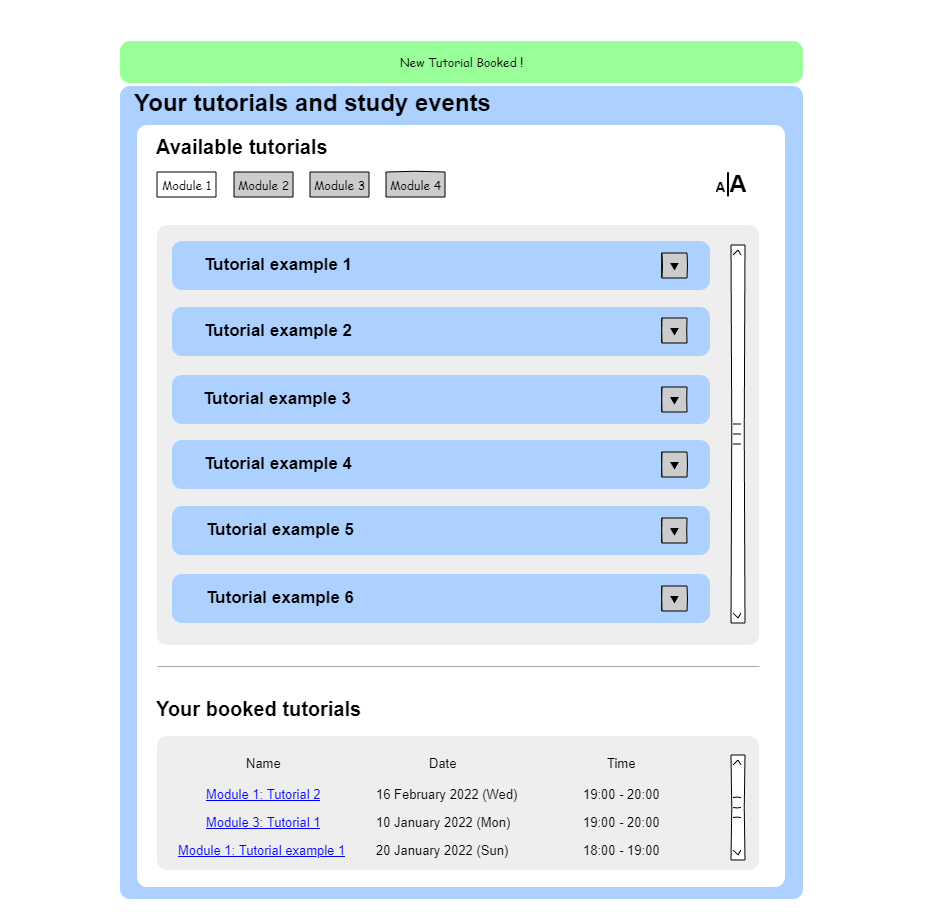 New Tutorial Booked !
Your tutorials and study events
Available tutorials
Module 1 Module 2 Module 3 Module 4 A|A
Tutorial example 1 ▼
Tutorial example 2 ▼
Tutorial example 3 ▼
Tutorial example 4 ▼
Tutorial example 5 ▼
Tutorial example 6 ▼
Your booked tutorials
Name Date Time
Module 1: Tutorial 2 16 February 2022 (Wed) 19:00 - 20:00
Module 3: Tutorial 1 10 January 2022 (Mon) 19:00 - 20:00
Module 1: Tutorial example 1 20 January 2022 (Sun) 18:00 - 19:00